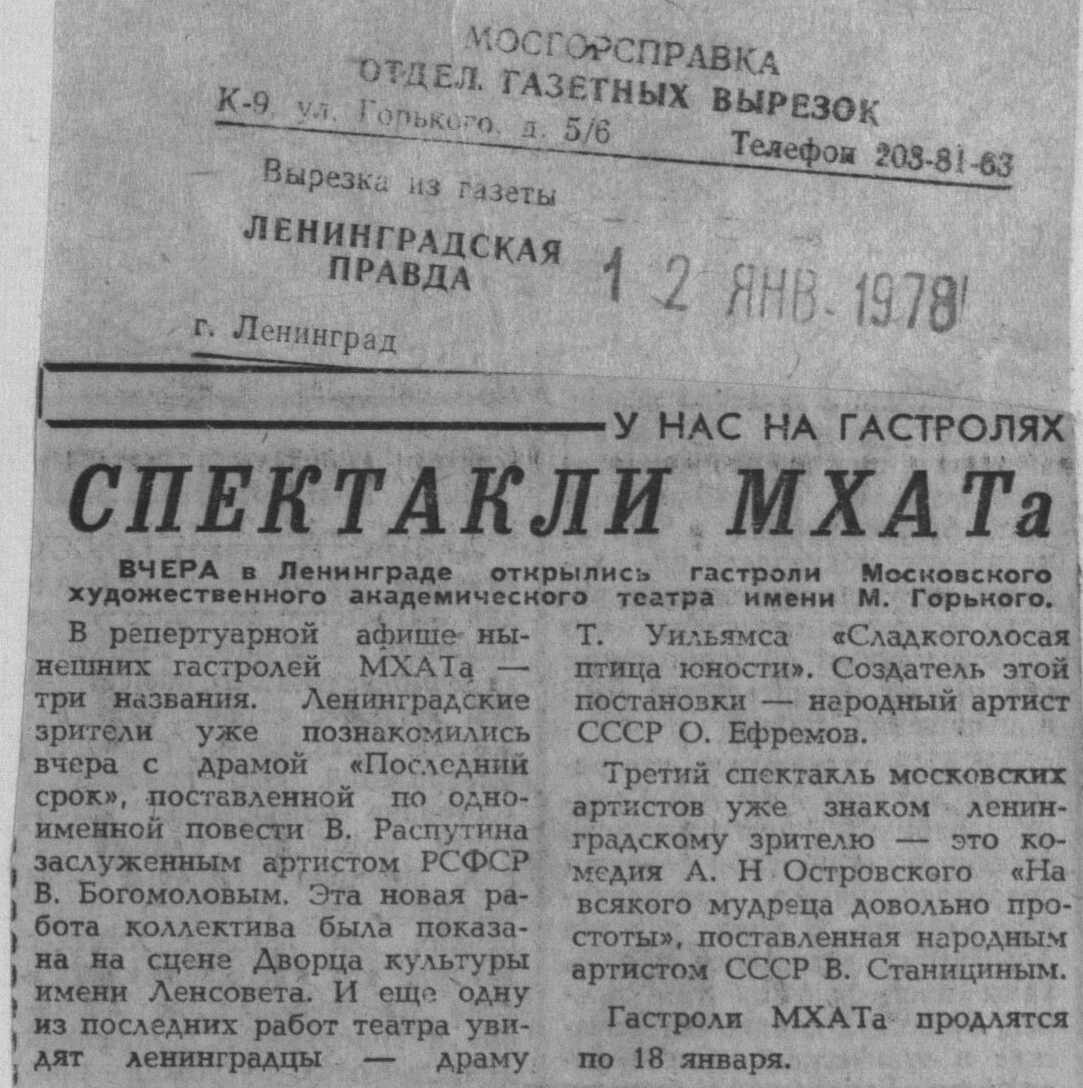 МОСГОРСПРАВКА
ОТДЕЛ ГАЗЕТНЫХ ВЫРЕЗОК
К-9, ул. Горького, д. 5/6 Телефон 203-81-63
Вырезка из газеты
ЛЕНИНГРАДСКАЯ
ПРАВДА
12 ЯНВ. 1978
г. Ленинград
У НАС НА ГАСТРОЛЯХ
СПЕКТАКЛИ МХАТа
ВЧЕРА в Ленинграде открылись гастроли Московского
художественного академического театра имени М. Горького.
В репертуарной афише ны-
нешних гастролей МХАТа —
три названия. Ленинградские
зрители уже познакомились
вчера с драмой «Последний
срок», поставленной по одно-
именной повести В. Распутина
заслуженным артистом РСФСР
В. Богомоловым. Эта новая ра-
бота коллектива была показа-
на на сцене Дворца культуры
имени Ленсовета. И еще одну
из последних работ театра уви-
дят ленинградцы — драму
Т. Уильямса «Сладкоголосая
птица юности». Создатель этой
постановки — народный артист
СССР О. Ефремов.
Третий спектакль московских
артистов уже знаком ленин-
градскому зрителю — это ко-
медия А. Н Островского «На
всякого мудреца довольно про-
стоты», поставленная народным
артистом СССР В. Станициным.
Гастроли МХАТа продлятся
по 18 января.